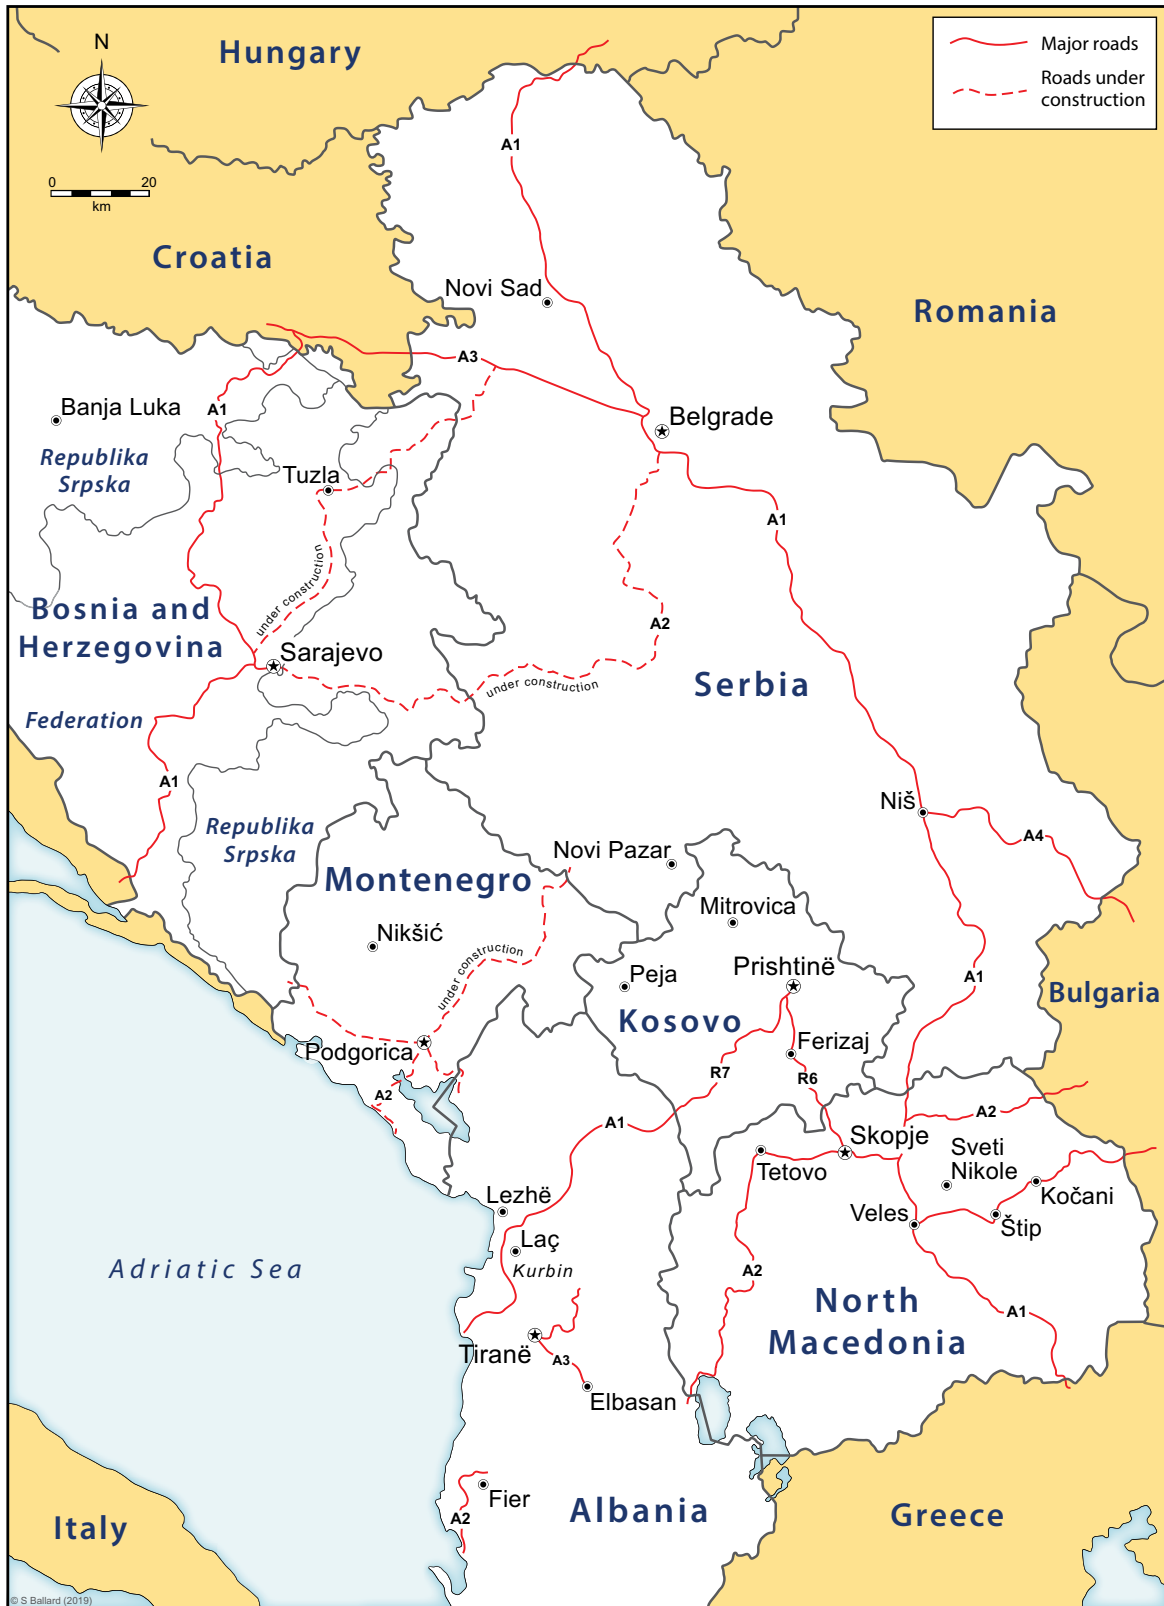 Hungary
N
0 20
km
Major roads
Roads under
construction
A1
Croatia
Novi Sad
Romania
A3
A1
Banja Luka
Belgrade
Republika
Srpska
Tuzla
A1
under construction
Bosnia and
Herzegovina
A2
Sarajevo
under construction
Serbia
Federation
A1
Niš
A4
Republika
Srpska
Novi Pazar
Montenegro
Mitrovica
Nikšić
under construction
Peja
Prishtinë
A1
Bulgaria
Kosovo
Podgorica
Ferizaj
R7
R6
A2
A1
A2
Skopje
Sveti
Nikole
Tetovo
Kočani
Lezhë
Veles
Štip
Laç
Kurbin
Adriatic Sea
A2
North
Macedonia
A1
Tiranë
A3
Elbasan
Fier
A2
Albania
Greece
Italy
© S Ballard (2019)